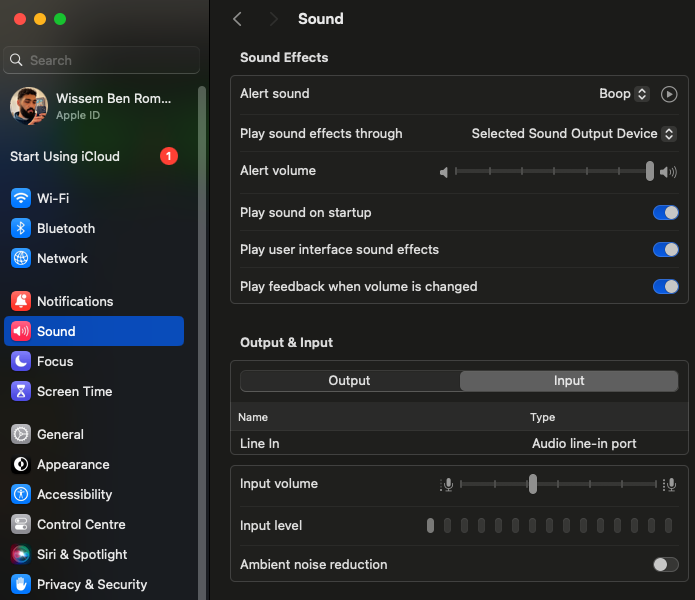 Sound
Search
Wissem Ben Rom...
Apple ID
Start Using iCloud
1
Wi-Fi
Bluetooth
Network
Notifications
Sound
Focus
Screen Time
General
Appearance
Accessibility
Control Centre
Siri & Spotlight
Privacy & Security
Sound Effects
Alert sound
Boop
Play sound effects through
Selected Sound Output Device
Alert volume
Play sound on startup
Play user interface sound effects
Play feedback when volume is changed
Output & Input
Output
Input
Name
Type
Line In
Audio line-in port
Input volume
Input level
Ambient noise reduction